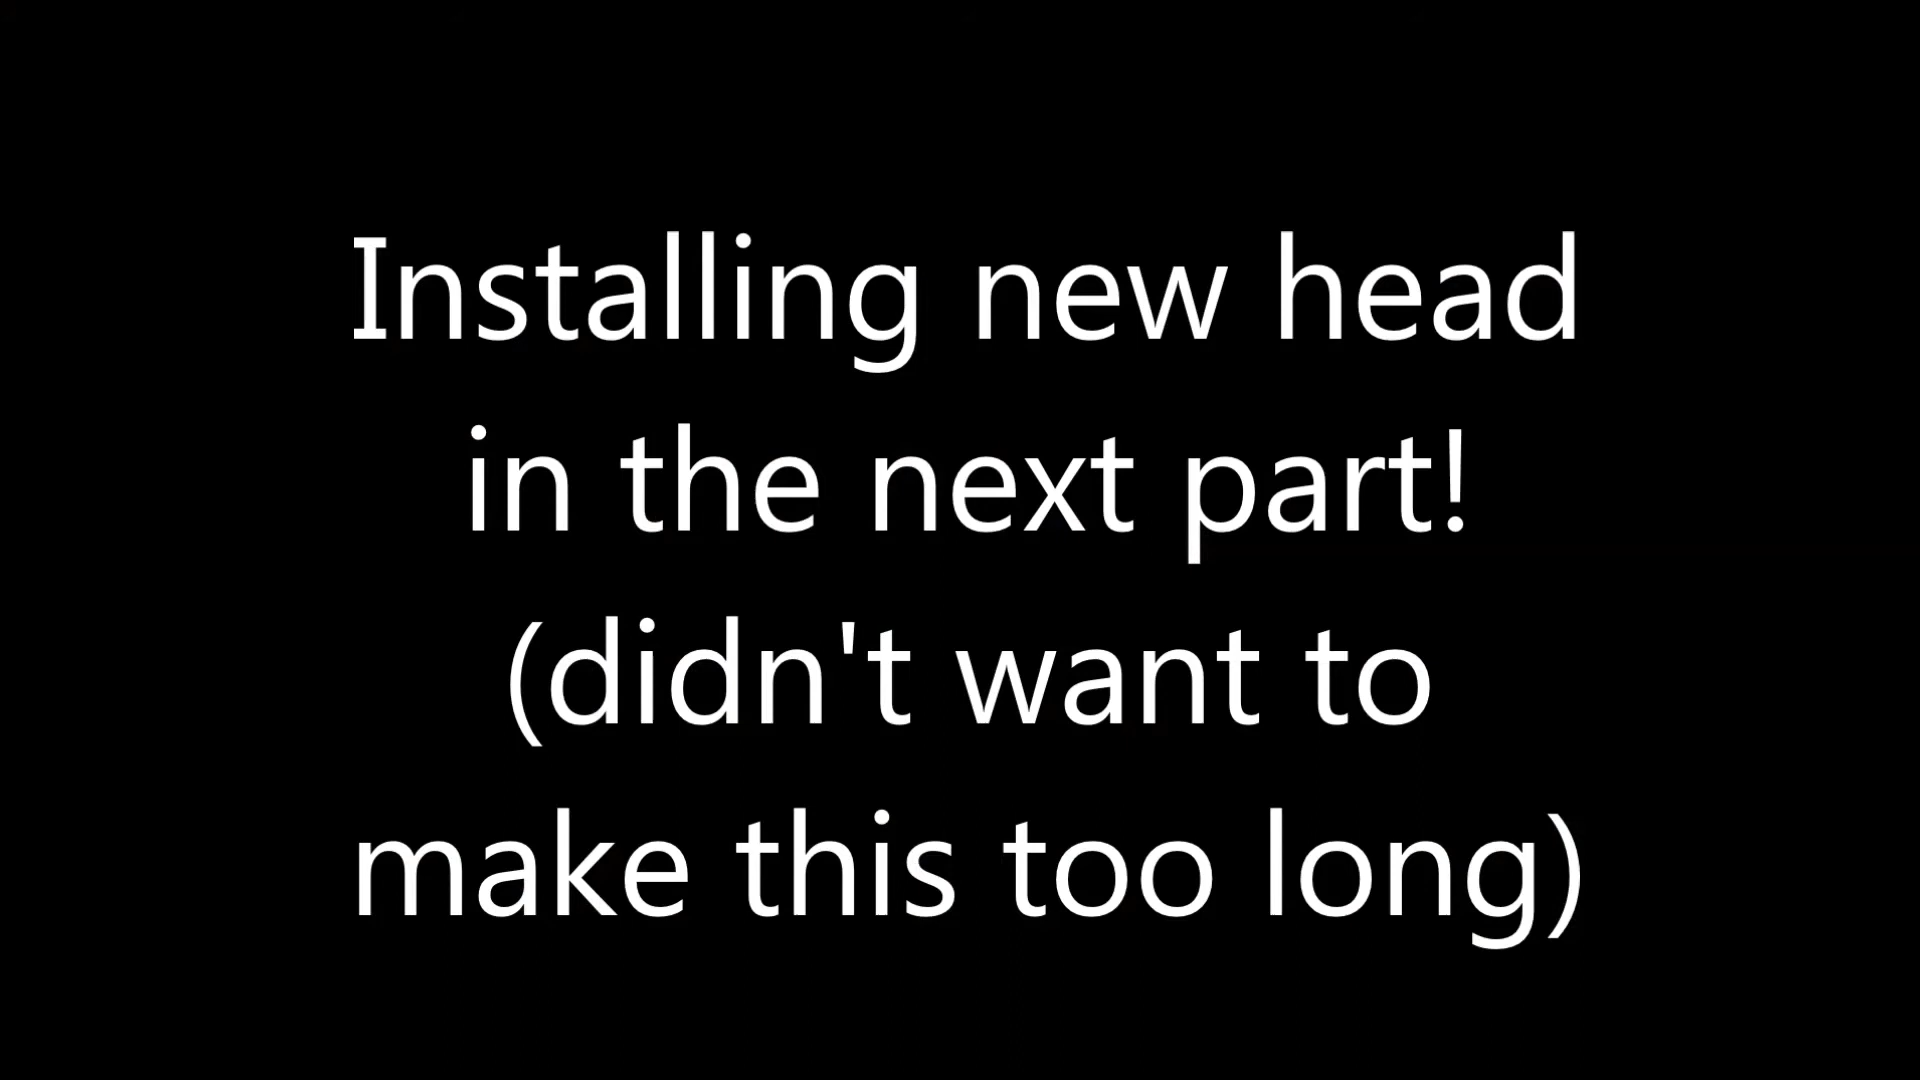 Installing new head
in the next part!
(didn't want to
make this too long)